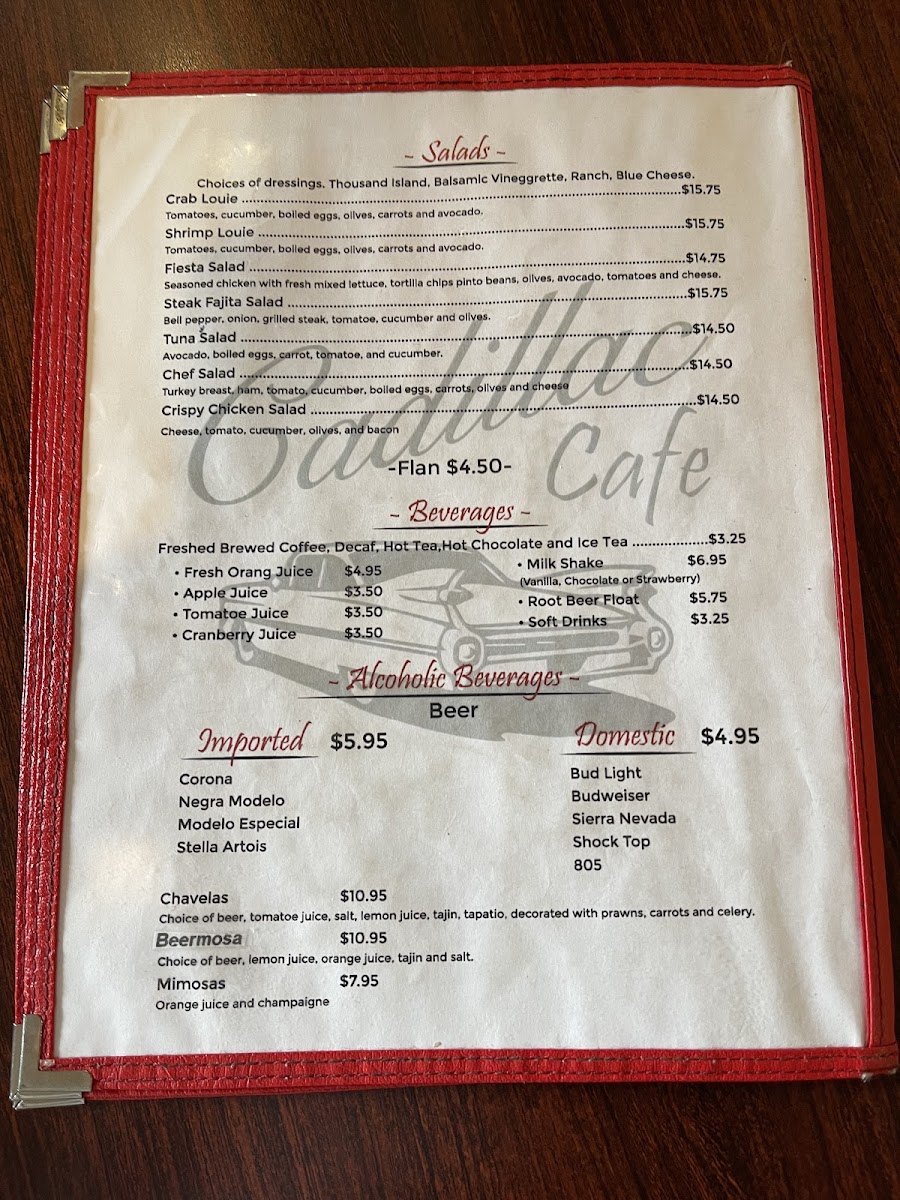 - Salads -
Choices of dressings, Thousand Island, Balsamic Vineggrette, Ranch, Blue Cheese.
Crab Louie ........ $15.75
Tomatoes, cucumber, boiled eggs, olives, carrots and avocado.
Shrimp Louie ........ $15.75
Tomatoes, cucumber, boiled eggs, olives, carrots and avocado.
Fiesta Salad ........ $14.75
Seasoned chicken with fresh mixed lettuce, tortilla chips pinto beans, olives, avocado, tomatoes and cheese.
Steak Fajita Salad ........ $15.75
Bell pepper, onion, grilled steak, tomatoe, cucumber and olives.
Tuna Salad ........ $14.50
Avocado, boiled eggs, carrot, tomatoe, and cucumber.
Chef Salad ........ $14.50
Turkey breast, ham, tomato, cucumber, boiled eggs, carrots, olives and cheese
Crispy Chicken Salad ........ $14.50
Cheese, tomato, cucumber, olives, and bacon
Cadillac
Cafe
-Flan $4.50-
- Beverages -
Freshed Brewed Coffee, Decaf, Hot Tea,Hot Chocolate and Ice Tea ........ $3.25
• Fresh Orang Juice $4.95
• Apple Juice $3.50
• Tomatoe Juice $3.50
• Cranberry Juice $3.50
• Milk Shake $6.95
(Vanilla, Chocolate or Strawberry)
• Root Beer Float $5.75
• Soft Drinks $3.25
- Alcoholic Beverages -
Beer
Imported $5.95
Corona
Negra Modelo
Modelo Especial
Stella Artois
Domestic $4.95
Bud Light
Budweiser
Sierra Nevada
Shock Top
805
Chavelas $10.95
Choice of beer, tomatoe juice, salt, lemon juice, tajin, tapatio, decorated with prawns, carrots and celery.
Beermosa $10.95
Choice of beer, lemon juice, orange juice, tajin and salt.
Mimosas $7.95
Orange juice and champaigne